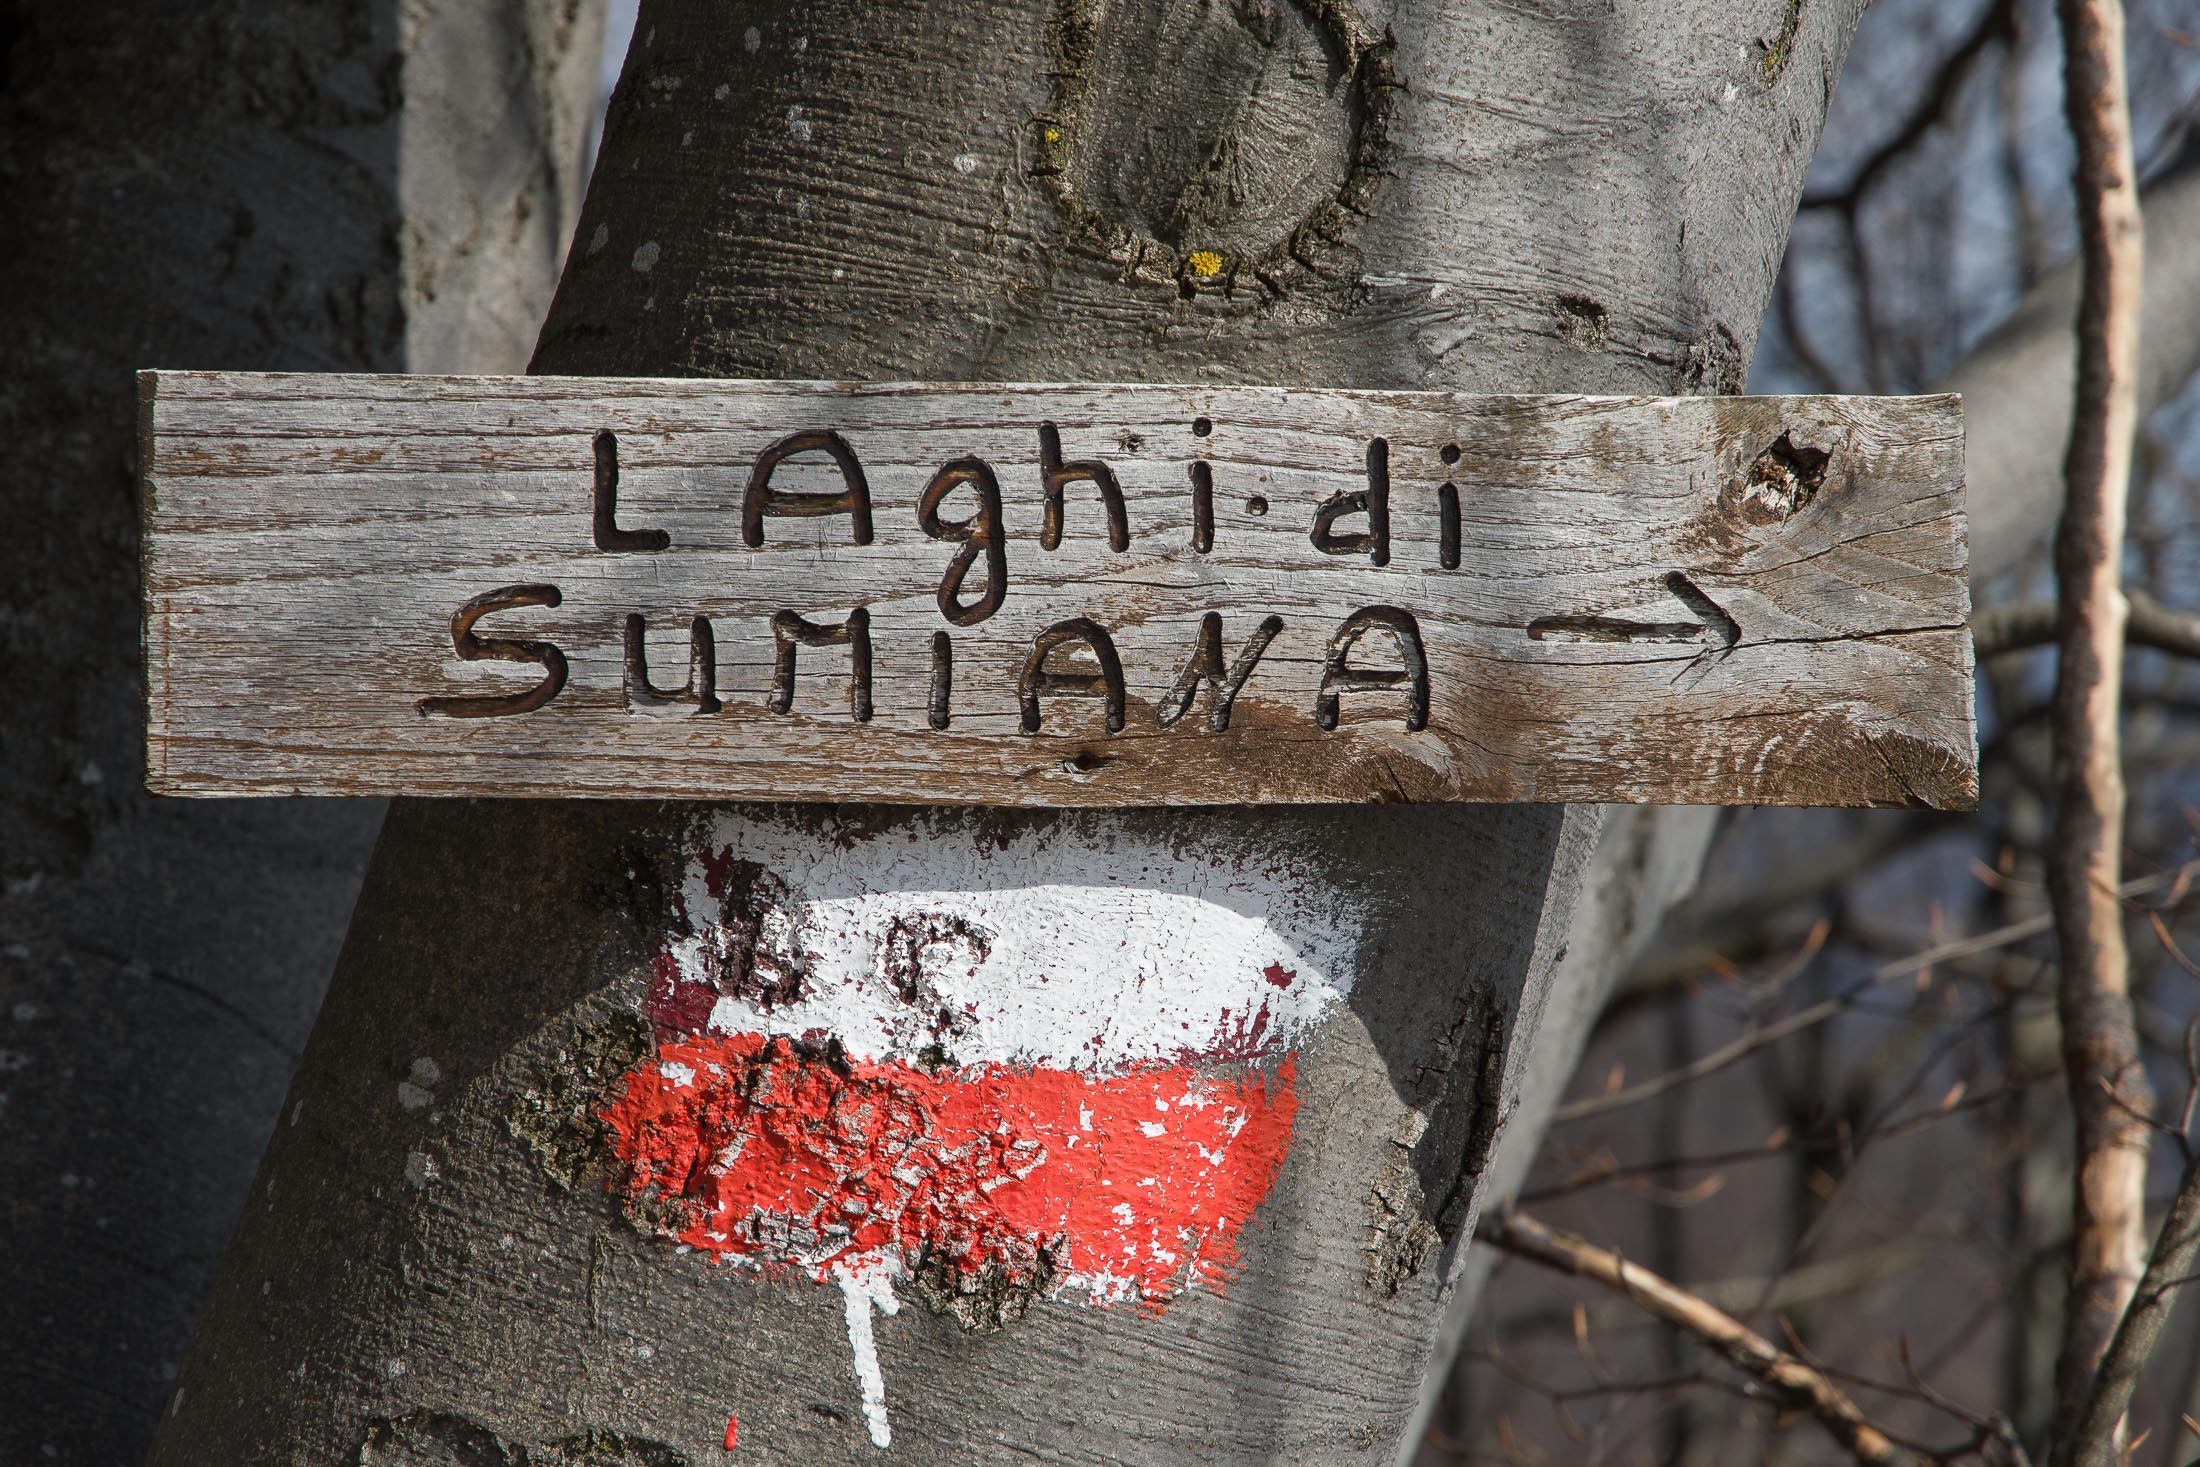 LAghi di
SuMiANA →